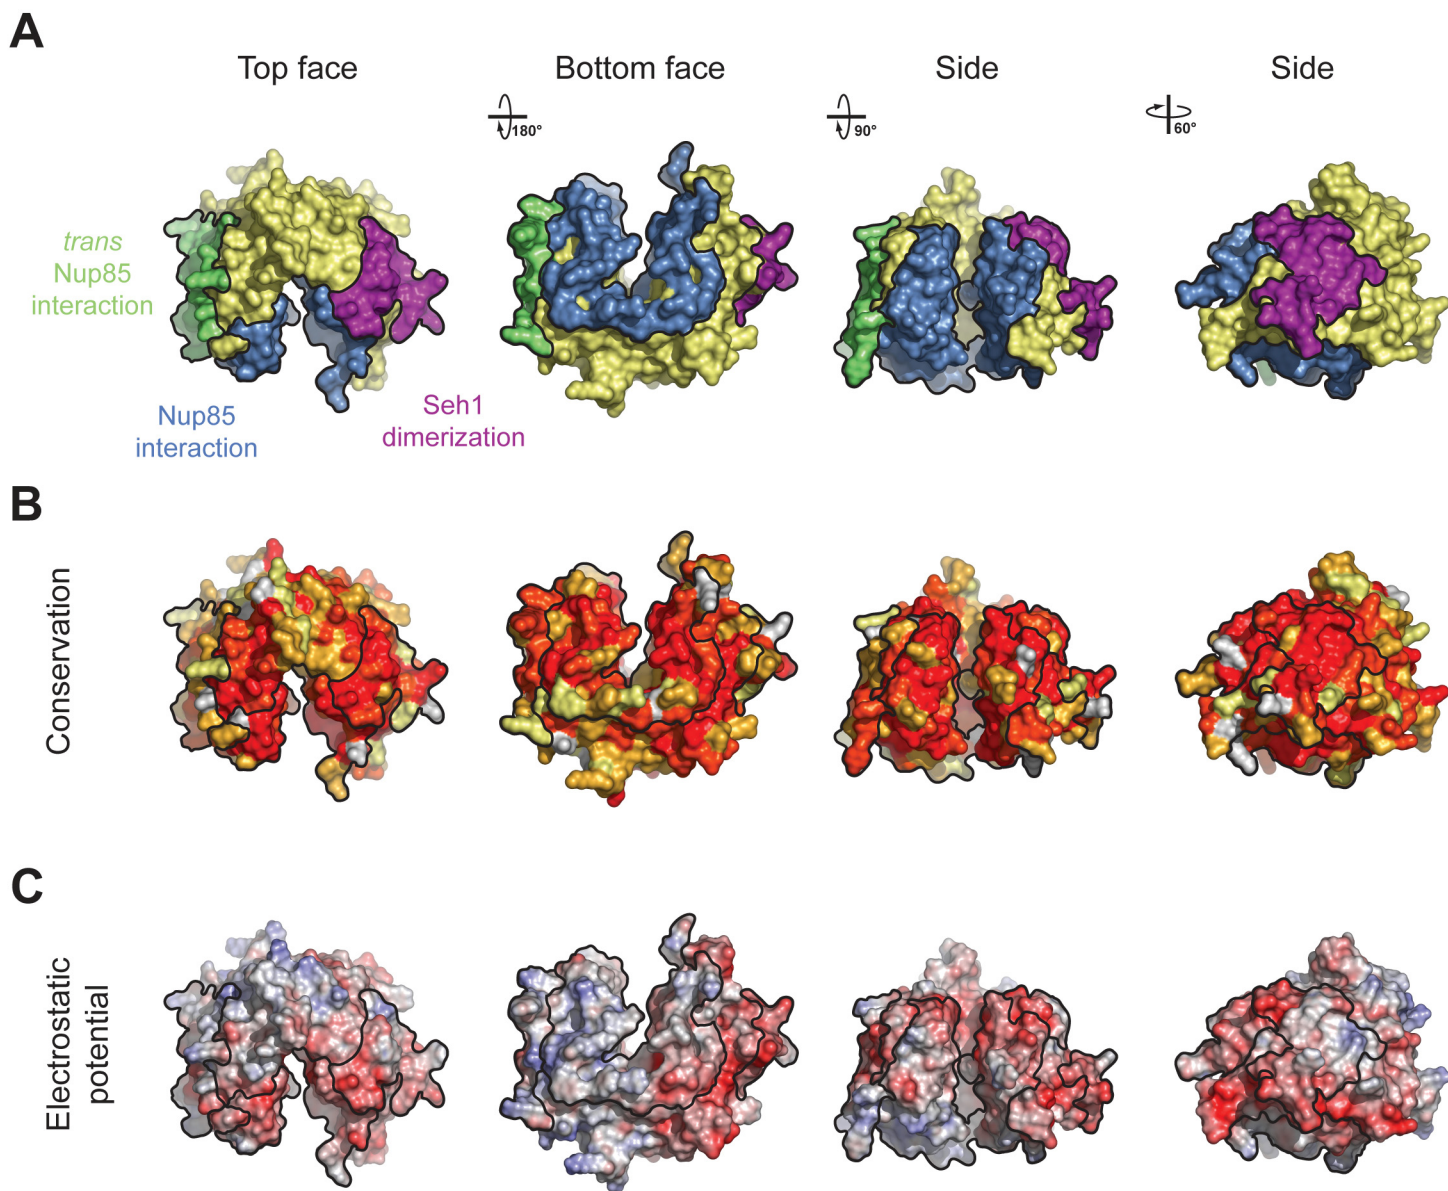 A
Top face
Bottom face
Side
Side
180°
90°
60°
trans
Nup85
interaction
Nup85
interaction
Seh1
dimerization
B
Conservation
C
Electrostatic
potential